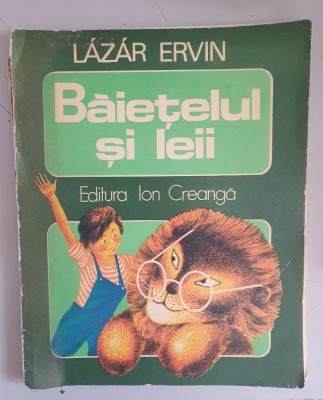 LÁZÁR ERVIN
Băiețelul
și leii
Editura Ion Creangă